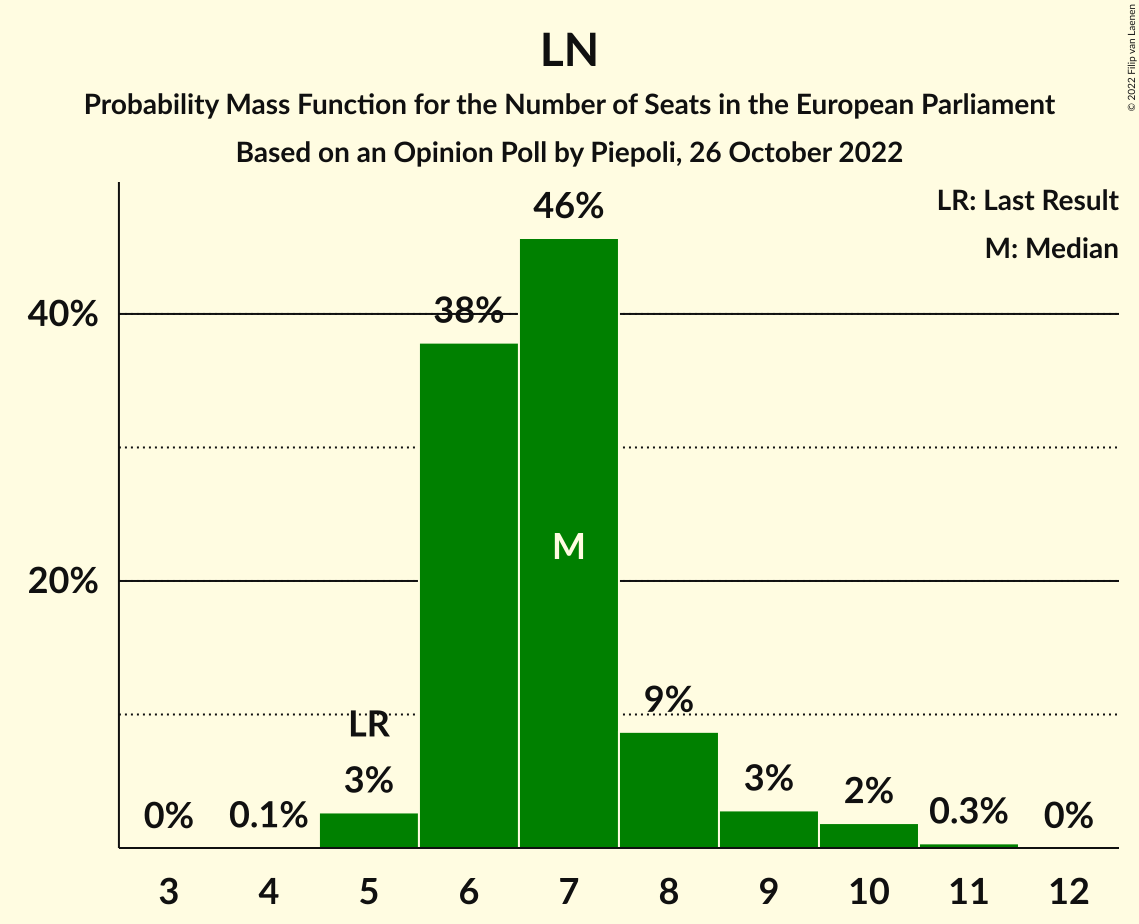 LN
Probability Mass Function for the Number of Seats in the European Parliament
Based on an Opinion Poll by Piepoli, 26 October 2022
© 2022 Filip van Laenen
LR: Last Result
M: Median
40%
20%
0%
0.1%
LR
3%
38%
46%
M
9%
3%
2%
0.3%
0%
3 4 5 6 7 8 9 10 11 12